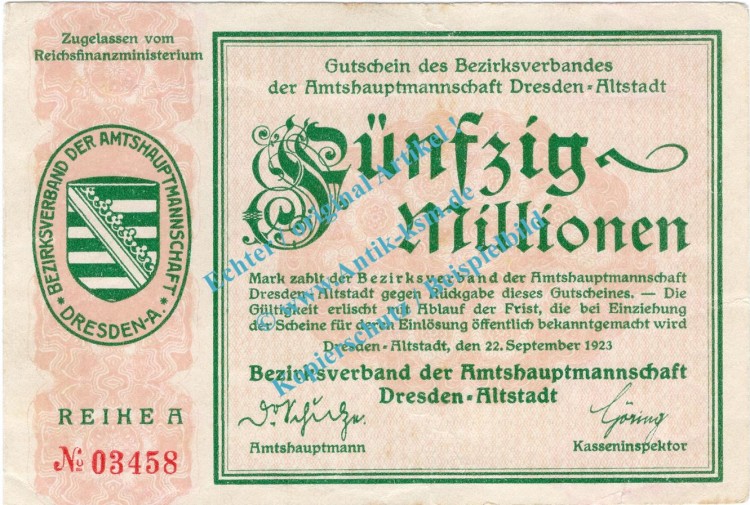 Zugelassen vom
Reichsfinanzministerium
BEZIRKSVERBAND DER AMTSHAUPTMANNSCHAFT
* DRESDEN-A. *
REIHE A
No 03458
Gutschein des Bezirksverbandes
der Amtshauptmannschaft Dresden-Altstadt
Fünfzig
Millionen
Mark zahlt der Bezirksverband der Amtshauptmannschaft
Dresden-Altstadt gegen Rückgabe dieses Gutscheines. — Die
Gültigkeit erlischt mit Ablauf der Frist, die bei Einziehung
der Scheine für deren Einlösung öffentlich bekanntgemacht wird
Dresden-Altstadt, den 22. September 1923
Bezirksverband der Amtshauptmannschaft
Dresden-Altstadt
Dr. Schulze.
Göring
Amtshauptmann
Kasseninspektor
Echter / original Artikel !
© www.Antik-ksm.de
Kopierschutz / Beispielbild